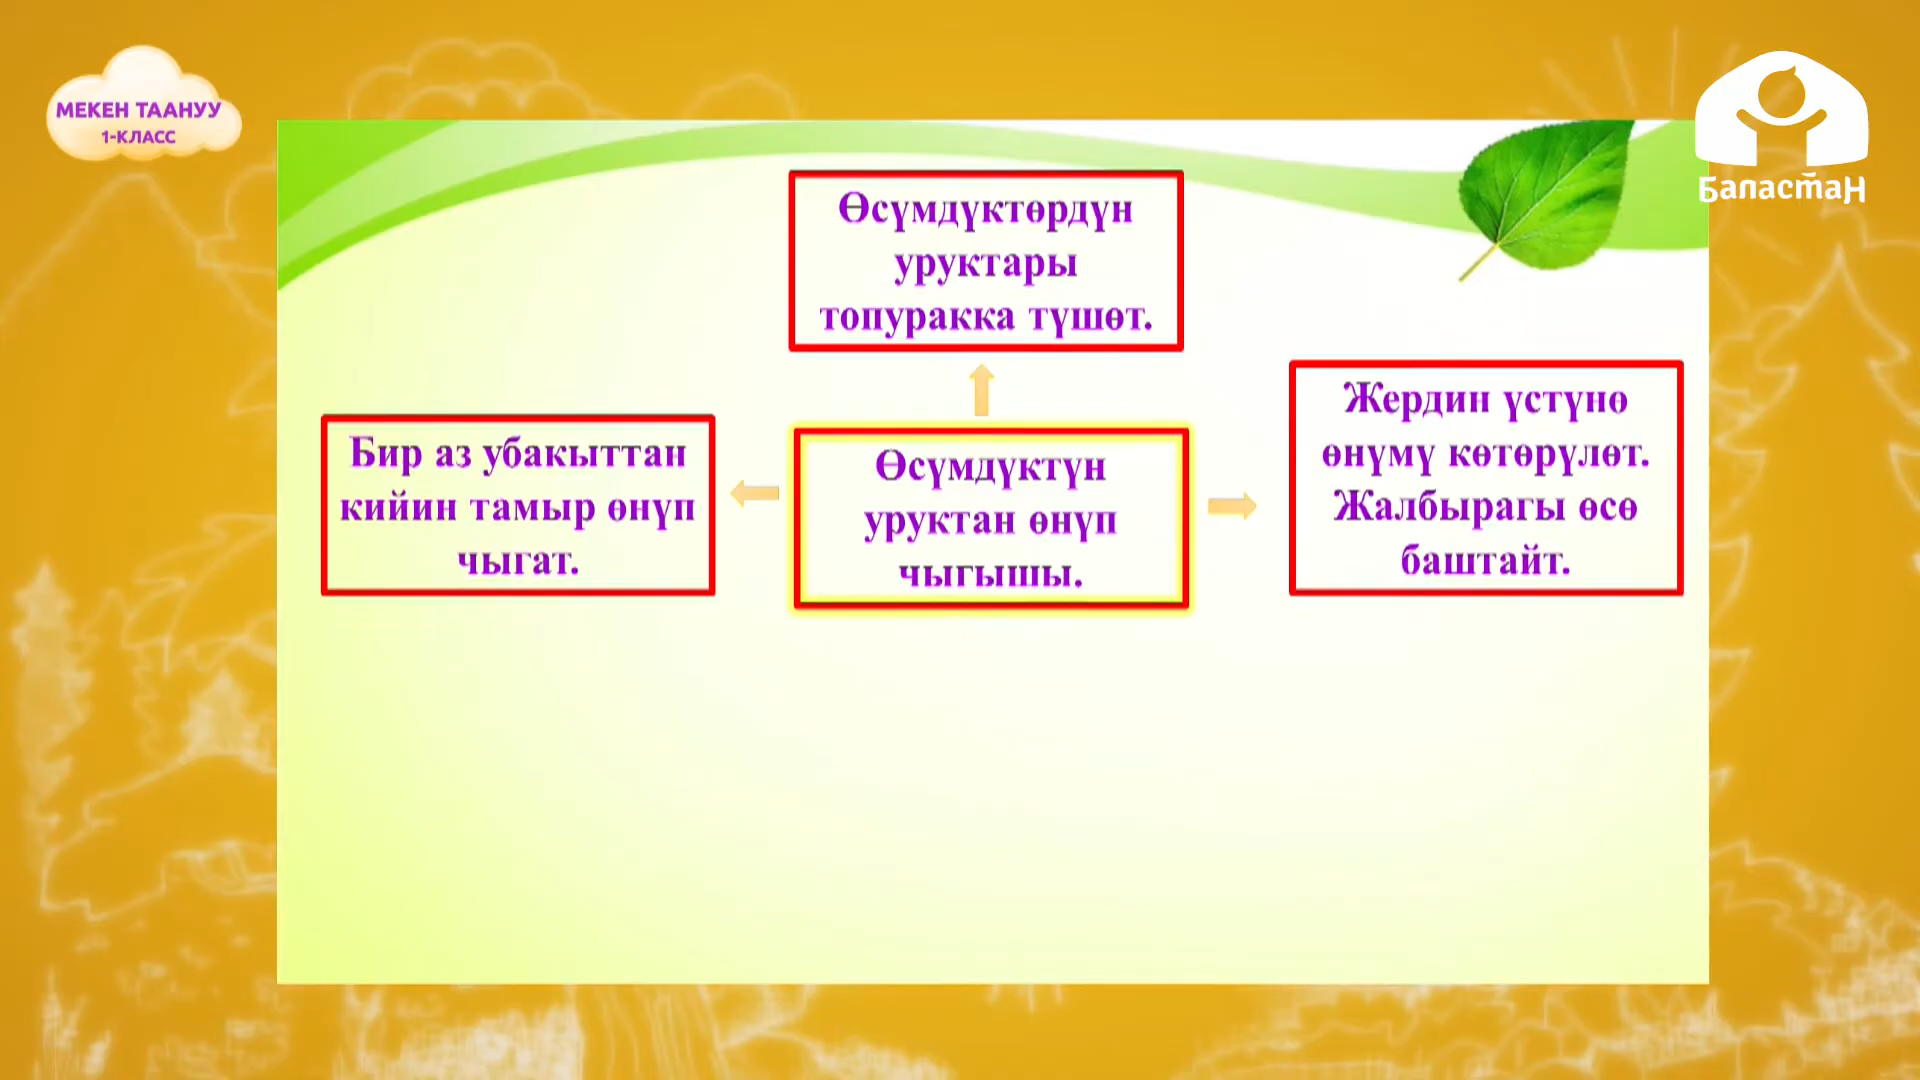 МЕКЕН ТААНУУ
1-КЛАСС
Баластан
Өсүмдүктөрдүн
уруктары
топуракка түшөт.
Бир аз убакыттан
кийин тамыр өнүп
чыгат.
Өсүмдүктүн
уруктан өнүп
чыгышы.
Жердин үстүнө
өнүмү көтөрүлөт.
Жалбырагы өсө
баштайт.